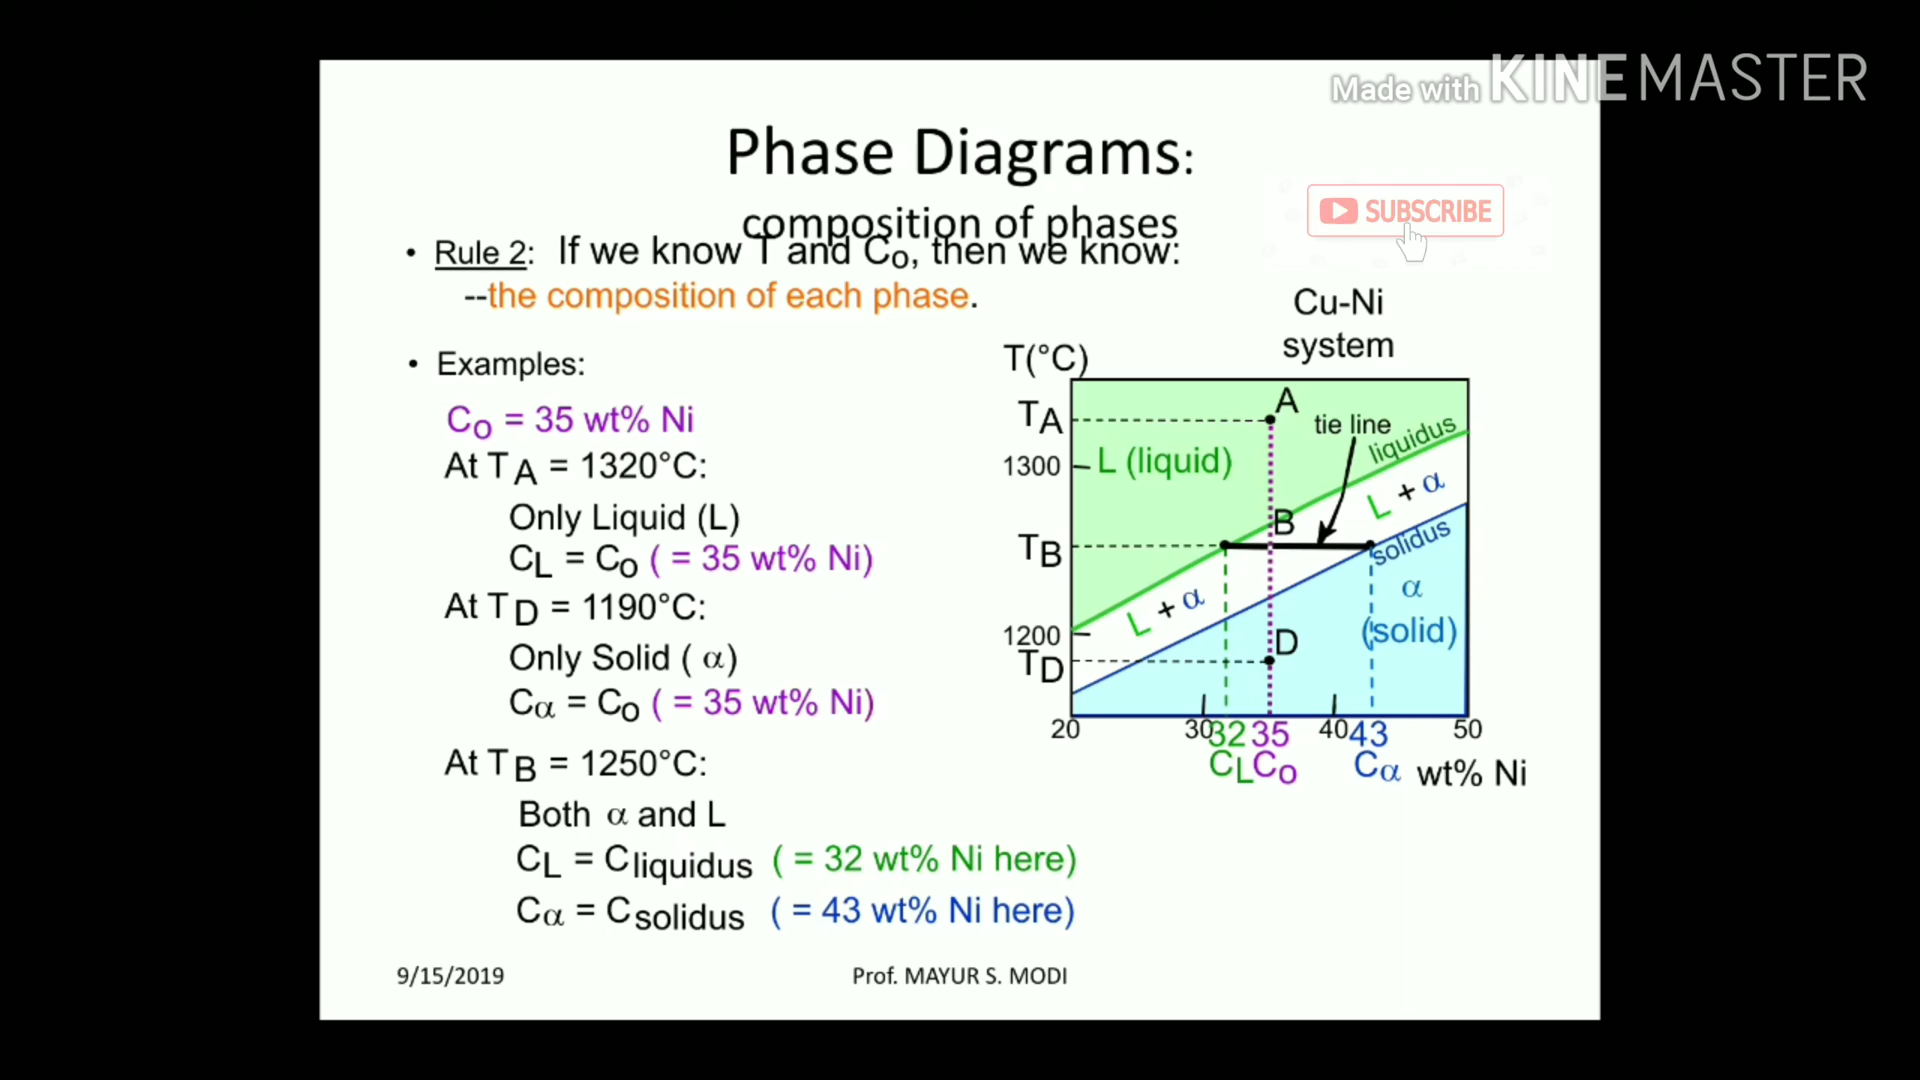 Made with KINEMASTER
Phase Diagrams:
composition of phases
SUBSCRIBE
• Rule 2: If we know T and Co, then we know:
--the composition of each phase.
• Examples:
Co = 35 wt% Ni
At TA = 1320°C:
Only Liquid (L)
CL = Co ( = 35 wt% Ni)
At TD = 1190°C:
Only Solid ( α)
Cα = Co ( = 35 wt% Ni)
At TB = 1250°C:
Both α and L
CL = Cliquidus ( = 32 wt% Ni here)
Cα = Csolidus ( = 43 wt% Ni here)
Cu-Ni
system
T(°C)
TA
A
tie line
liquidus
1300
L (liquid)
L + α
B
TB
solidus
L + α
α
(solid)
1200
D
TD
20 30 32 35 40 43 50
CL Co Cα wt% Ni
9/15/2019
Prof. MAYUR S. MODI